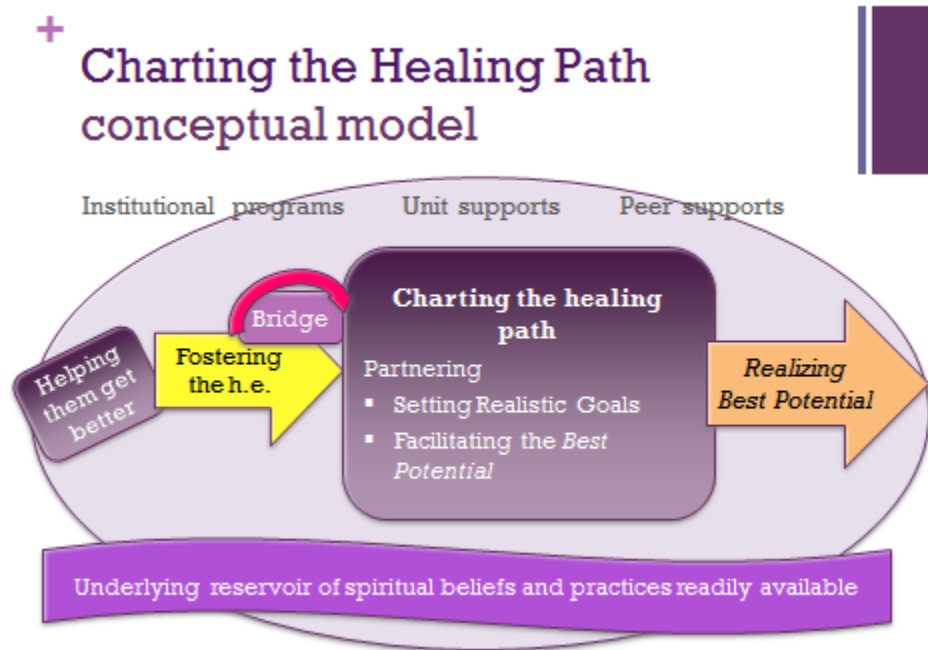 +
Charting the Healing Path
conceptual model
Institutional programs Unit supports Peer supports
Helping
them get
better
Fostering
the h.e.
Bridge
Charting the healing
path
Partnering
▪ Setting Realistic Goals
▪ Facilitating the Best
Potential
Realizing
Best Potential
Underlying reservoir of spiritual beliefs and practices readily available